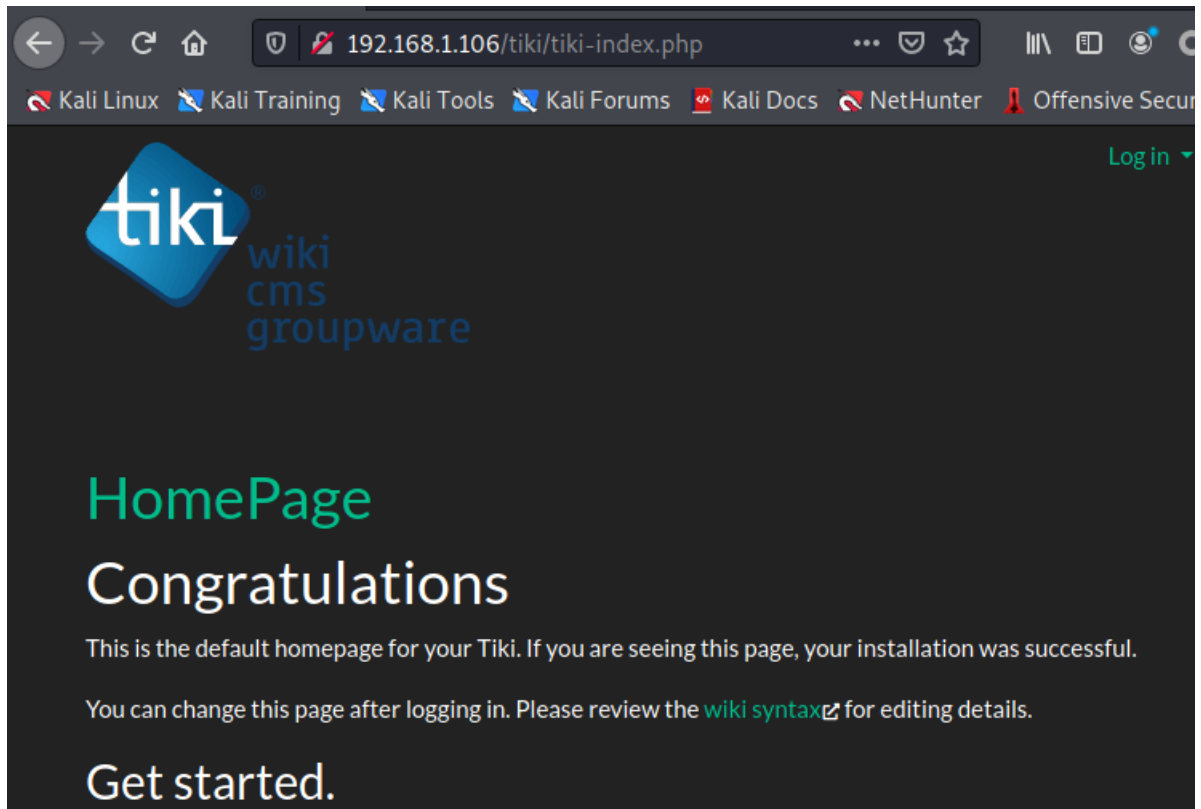 192.168.1.106/tiki/tiki-index.php
Kali Linux Kali Training Kali Tools Kali Forums Kali Docs NetHunter Offensive Secur
Log in
tiki®
wiki
cms
groupware
HomePage
Congratulations
This is the default homepage for your Tiki. If you are seeing this page, your installation was successful.
You can change this page after logging in. Please review the wiki syntax for editing details.
Get started.